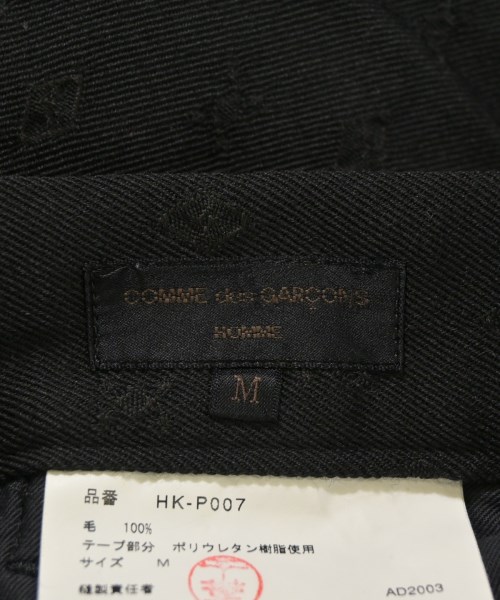 COMME des GARÇONS
HOMME
M
品番 HK-P007
毛 100%
テープ部分 ポリウレタン樹脂使用
サイズ M
縫製責任者 AD2003